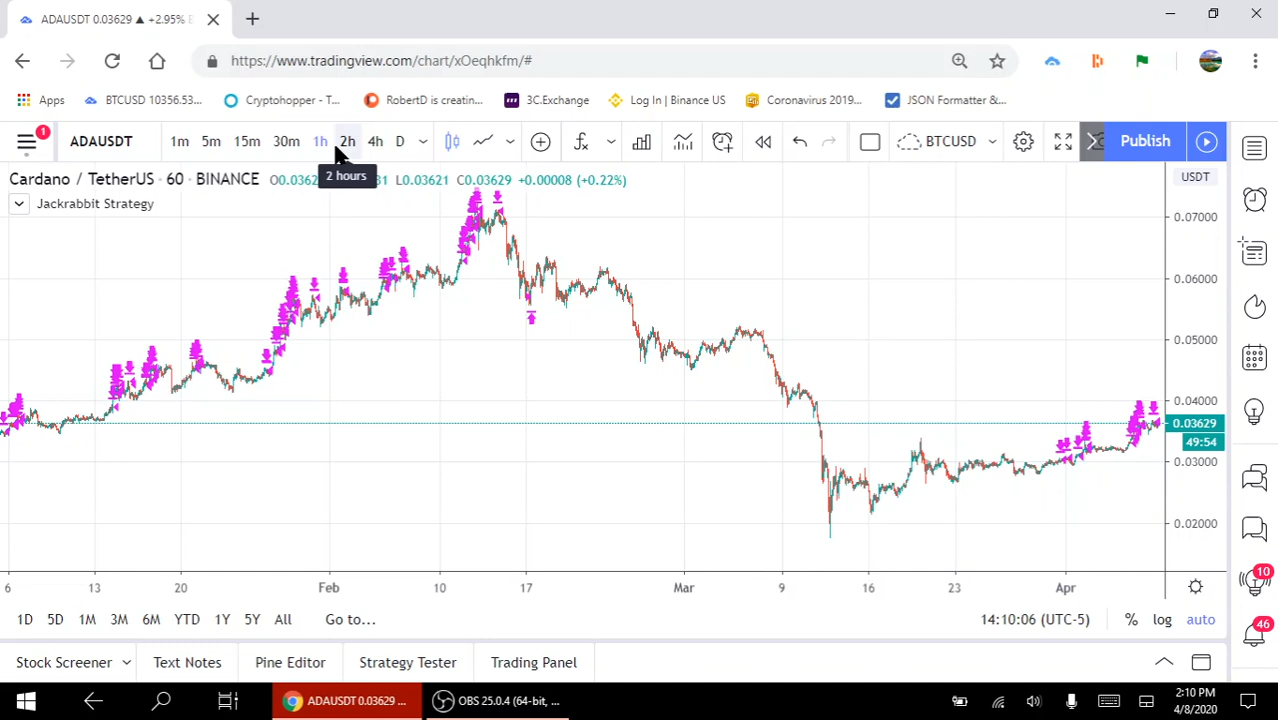 ADAUSDT 0.03629 ▲ +2.95%
https://www.tradingview.com/chart/xOeqhkfm/#
Apps
BTCUSD 10356.53...
Cryptohopper - T...
RobertD is creatin...
3C.Exchange
Log In | Binance US
Coronavirus 2019...
JSON Formatter &...
1
ADAUSDT
1m 5m 15m 30m 1h 2h 4h D
BTCUSD
Publish
2 hours
Cardano / TetherUS · 60 · BINANCE L0.03621 C0.03629 +0.00008 (+0.22%)
USDT
Jackrabbit Strategy
0.07000
0.06000
0.05000
0.04000
0.03629
49:54
0.03000
0.02000
6 13 20 Feb 10 17 Mar 9 16 23 Apr
1D 5D 1M 3M 6M YTD 1Y 5Y All Go to... 14:10:06 (UTC-5) % log auto
10
46
Stock Screener Text Notes Pine Editor Strategy Tester Trading Panel
ADAUSDT 0.03629 ...
OBS 25.0.4 (64-bit, ...
2:10 PM
4/8/2020